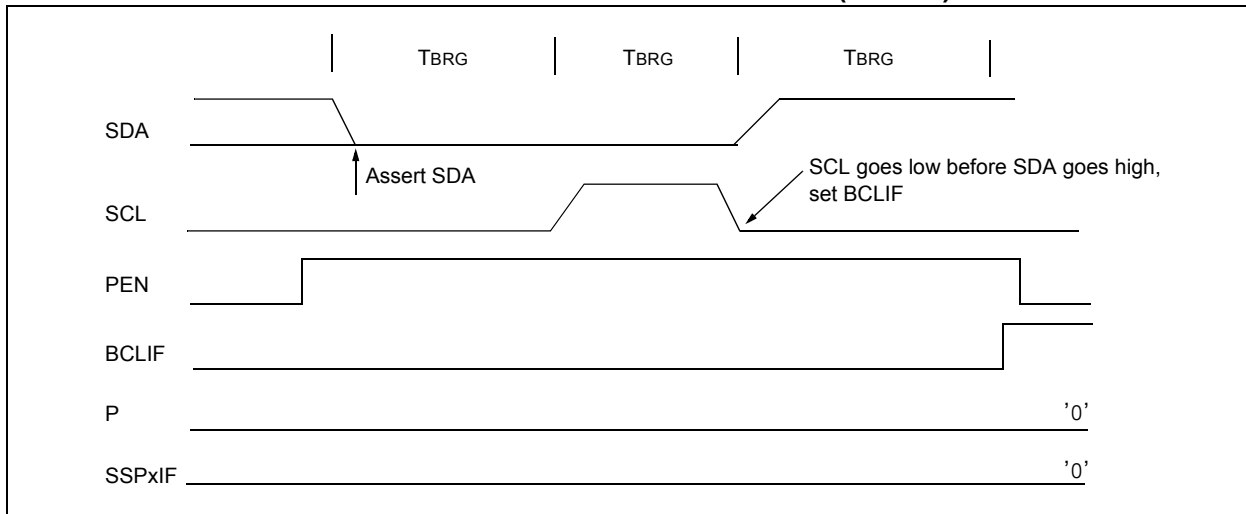 TBRG TBRG TBRG
SDA
Assert SDA
SCL goes low before SDA goes high,
set BCLIF
SCL
PEN
BCLIF
P '0'
SSPxIF '0'